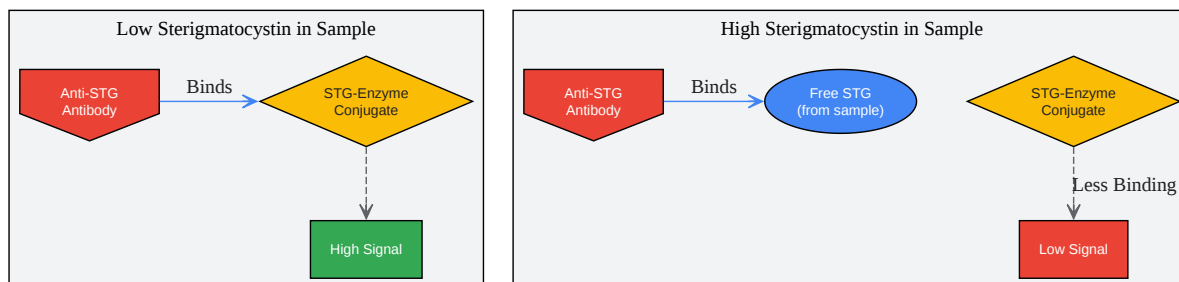 Low Sterigmatocystin in Sample
Anti-STG
Antibody
Binds
STG-Enzyme
Conjugate
High Signal
High Sterigmatocystin in Sample
Anti-STG
Antibody
Binds
Free STG
(from sample)
STG-Enzyme
Conjugate
Less Binding
Low Signal